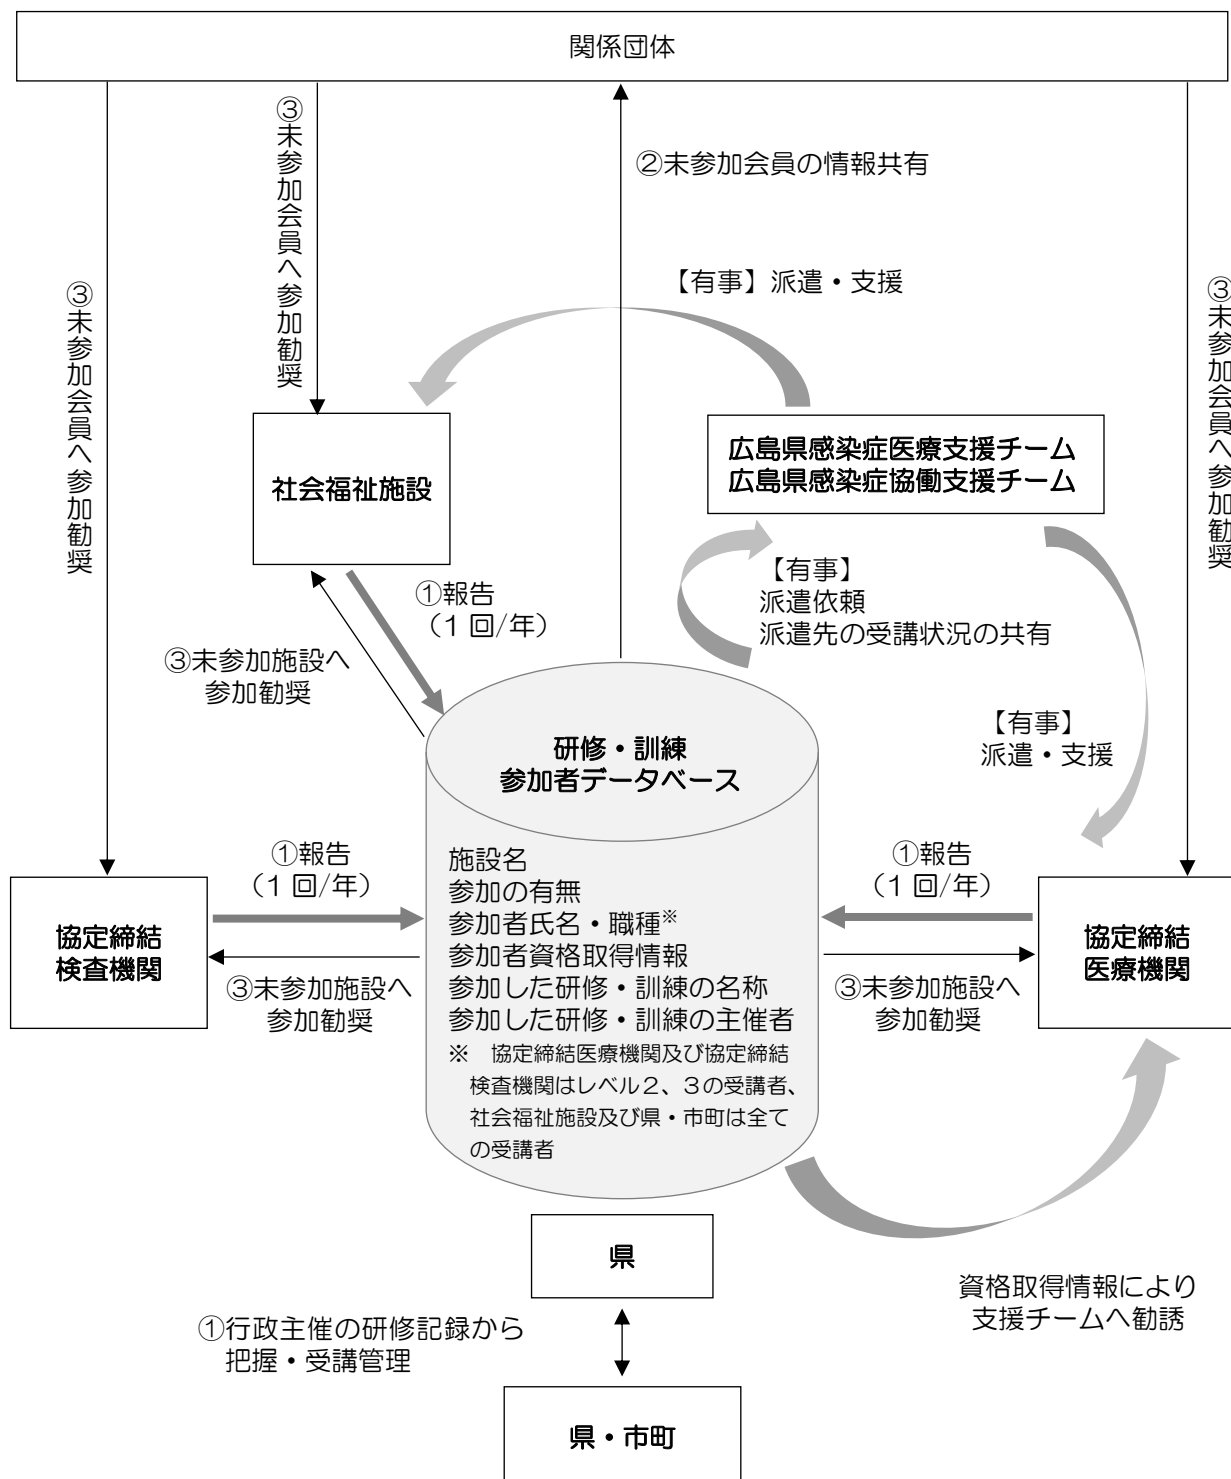 関係団体
③未参加会員へ参加勧奨
③未参加会員へ参加勧奨
②未参加会員の情報共有
③未参加会員へ参加勧奨
【有事】派遣・支援
社会福祉施設
広島県感染症医療支援チーム
広島県感染症協働支援チーム
①報告
（1 回/年）
【有事】
派遣依頼
派遣先の受講状況の共有
③未参加施設へ
参加勧奨
【有事】
派遣・支援
研修・訓練
参加者データベース
①報告
（1 回/年）
①報告
（1 回/年）
協定締結
検査機関
協定締結
医療機関
③未参加施設へ
参加勧奨
③未参加施設へ
参加勧奨
施設名
参加の有無
参加者氏名・職種※
参加者資格取得情報
参加した研修・訓練の名称
参加した研修・訓練の主催者
※　協定締結医療機関及び協定締結
検査機関はレベル２、３の受講者、
社会福祉施設及び県・市町は全て
の受講者
県
資格取得情報により
支援チームへ勧誘
①行政主催の研修記録から
把握・受講管理
県・市町